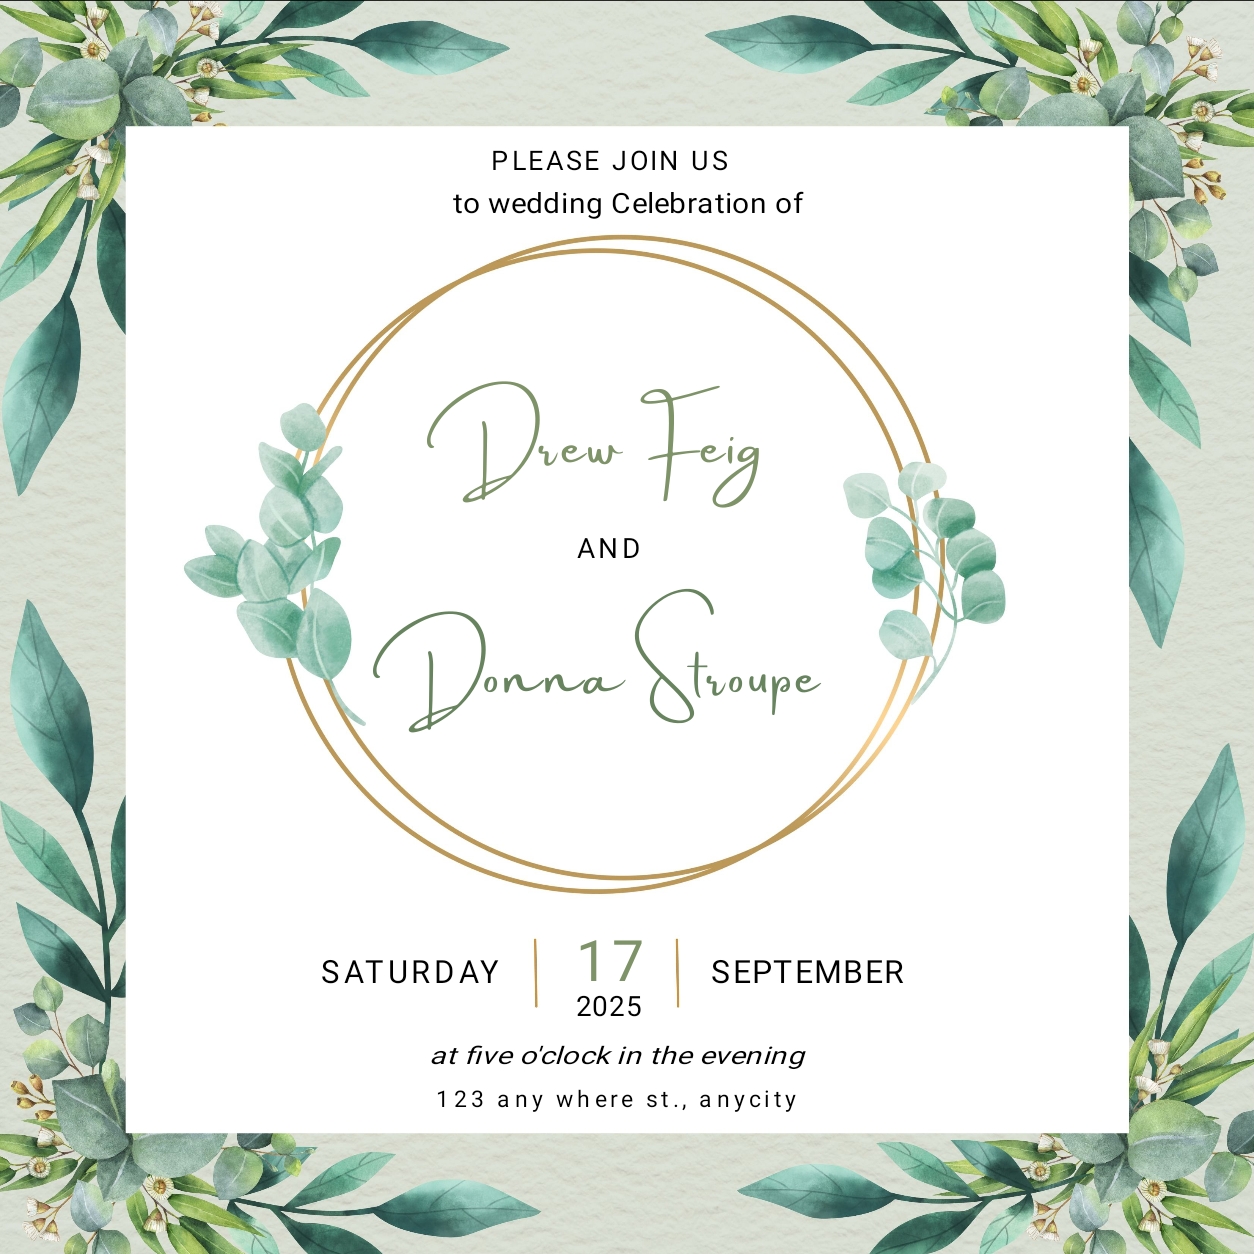 PLEASE JOIN US
to wedding Celebration of
Drew Feig
AND
Donna Stroupe
SATURDAY 17 SEPTEMBER
2025
at five o'clock in the evening
123 any where st., anycity